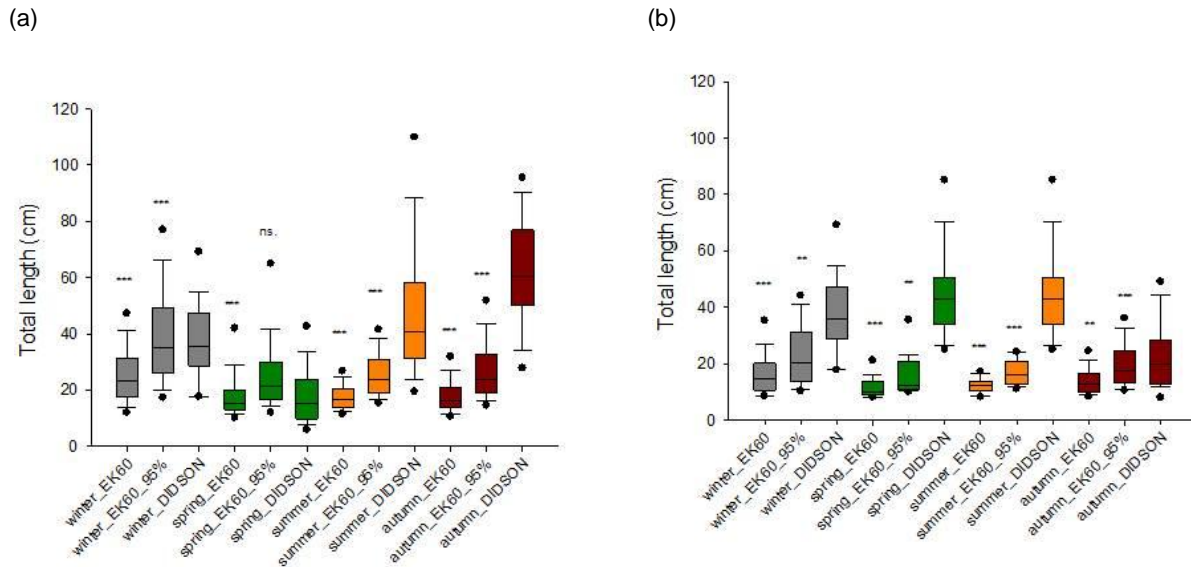 (a)
(b)
Total length (cm)
120
100
80
60
40
20
0
***
***
***
ns.
***
***
***
***
winter_EK60
winter_EK60_95%
winter_DIDSON
spring_EK60
spring_EK60_95%
spring_DIDSON
summer_EK60
summer_EK60_95%
summer_DIDSON
autumn_EK60
autumn_EK60_95%
autumn_DIDSON
Total length (cm)
120
100
80
60
40
20
0
***
**
***
**
***
***
**
***
winter_EK60
winter_EK60_95%
winter_DIDSON
spring_EK60
spring_EK60_95%
spring_DIDSON
summer_EK60
summer_EK60_95%
summer_DIDSON
autumn_EK60
autumn_EK60_95%
autumn_DIDSON